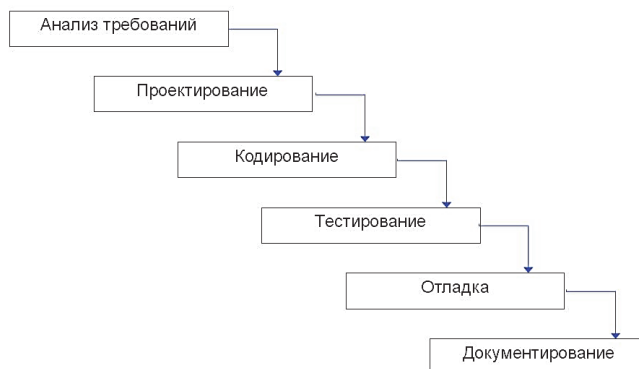 Анализ требований
Проектирование
Кодирование
Тестирование
Отладка
Документирование